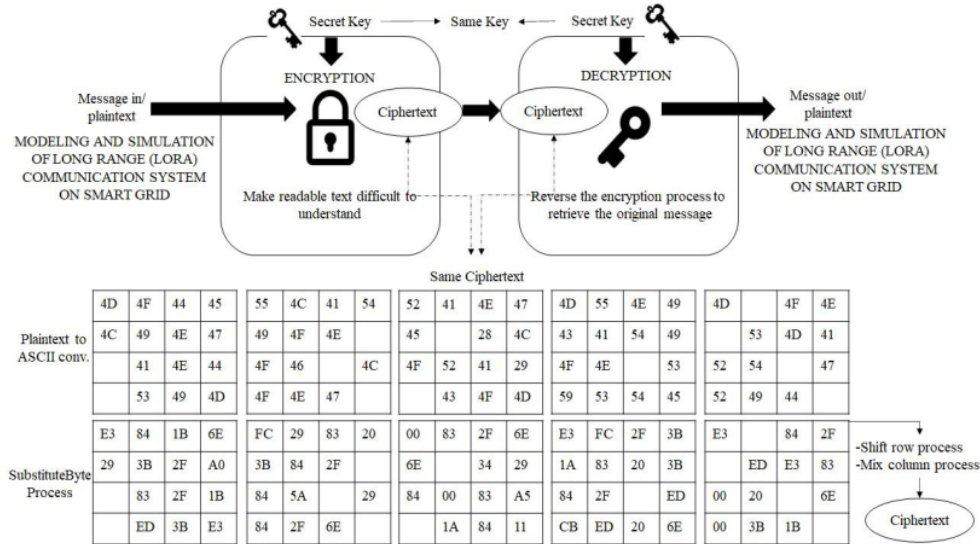 Secret Key
Same Key
Secret Key
ENCRYPTION
DECRYPTION
Message in/
plaintext
MODELING AND SIMULATION
OF LONG RANGE (LORA)
COMMUNICATION SYSTEM
ON SMART GRID
Ciphertext
Ciphertext
Message out/
plaintext
MODELING AND SIMULATION
OF LONG RANGE (LORA)
COMMUNICATION SYSTEM
ON SMART GRID
Make readable text difficult to
understand
Reverse the encryption process to
retrieve the original message
Same Ciphertext
Plaintext to
ASCII conv.
4D 4F 44 45 55 4C 41 54 52 41 4E 47 4D 55 4E 49 4D 4F 4E
4C 49 4E 47 49 4F 4E 45 28 4C 43 41 54 49 53 4D 41
41 4E 44 4F 46 4C 4F 52 41 29 4F 4E 53 52 54 47
53 49 4D 4F 4E 47 43 4F 4D 59 53 54 45 52 49 44
SubstituteByte
Process
E3 84 1B 6E FC 29 83 20 00 83 2F 6E E3 FC 2F 3B E3 84 2F
29 3B 2F A0 3B 84 2F 6E 34 29 1A 83 20 3B ED E3 83
83 2F 1B 84 5A 29 84 00 83 A5 84 2F ED 00 20 6E
ED 3B E3 84 2F 6E 1A 84 11 CB ED 20 6E 00 3B 1B
-Shift row process
-Mix column process
Ciphertext